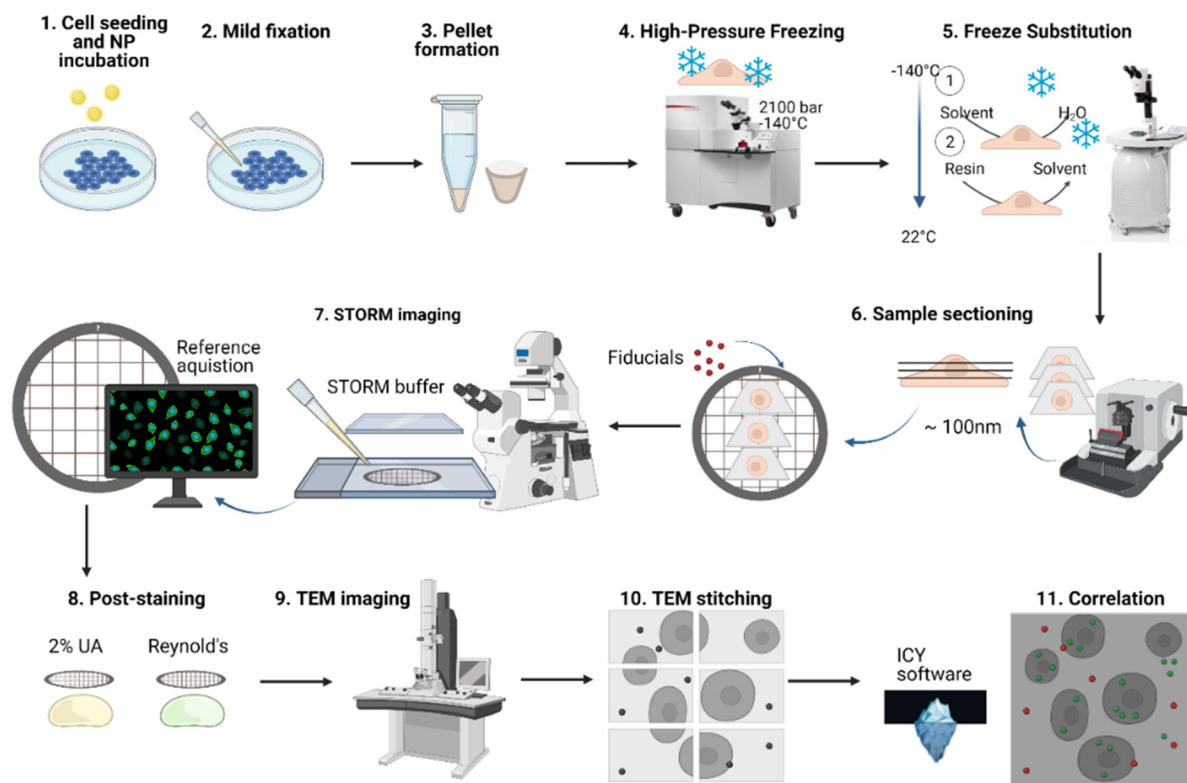 1. Cell seeding
and NP
incubation
2. Mild fixation
3. Pellet
formation
4. High-Pressure Freezing
2100 bar
-140°C
5. Freeze Substitution
-140°C
1
Solvent
H₂O
2
Resin
Solvent
22°C
6. Sample sectioning
~ 100nm
Fiducials
7. STORM imaging
STORM buffer
Reference
aquistion
8. Post-staining
2% UA
Reynold's
9. TEM imaging
10. TEM stitching
ICY
software
11. Correlation